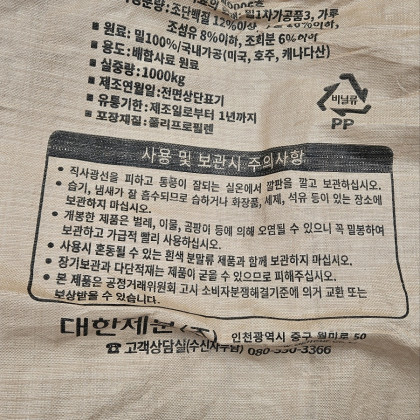 성분량: 조단백질 12%이상
조섬유 8%이하, 조회분 6%이하
■ 원료: 밀100%/국내가공(미국, 호주, 캐나다산)
■ 용도: 배합사료 원료
■ 실중량: 1000kg
■ 제조연월일:전면상단표기
■ 유통기한: 제조일로부터 1년까지
■ 포장재질: 폴리프로필렌
비닐류
PP
사용 및 보관시 주의사항
• 직사광선을 피하고 통풍이 잘되는 실온에서 깔판을 깔고 보관하십시오.
• 습기, 냄새가 잘 흡수되므로 습하거나 화장품, 세제, 석유 등이 있는 장소에
보관하지 마십시오.
• 개봉한 제품은 벌레, 이물, 곰팡이 등에 의해 오염될 수 있으니 꼭 밀봉하여
보관하고 가급적 빨리 사용하십시오.
• 사용시 혼동될 수 있는 흰색 분말류 제품과 함께 보관하지 마십시오.
• 장기보관과 다단적재는 제품이 굳을 수 있으므로 피해주십시오.
• 본 제품은 공정거래위원회 고시 소비자분쟁해결기준에 의거 교환 또는
보상받을 수 있습니다.
대한제분(주) 인천광역시 중구 월미로 50
☎ 고객상담실(수신자부담) 080-330-3366